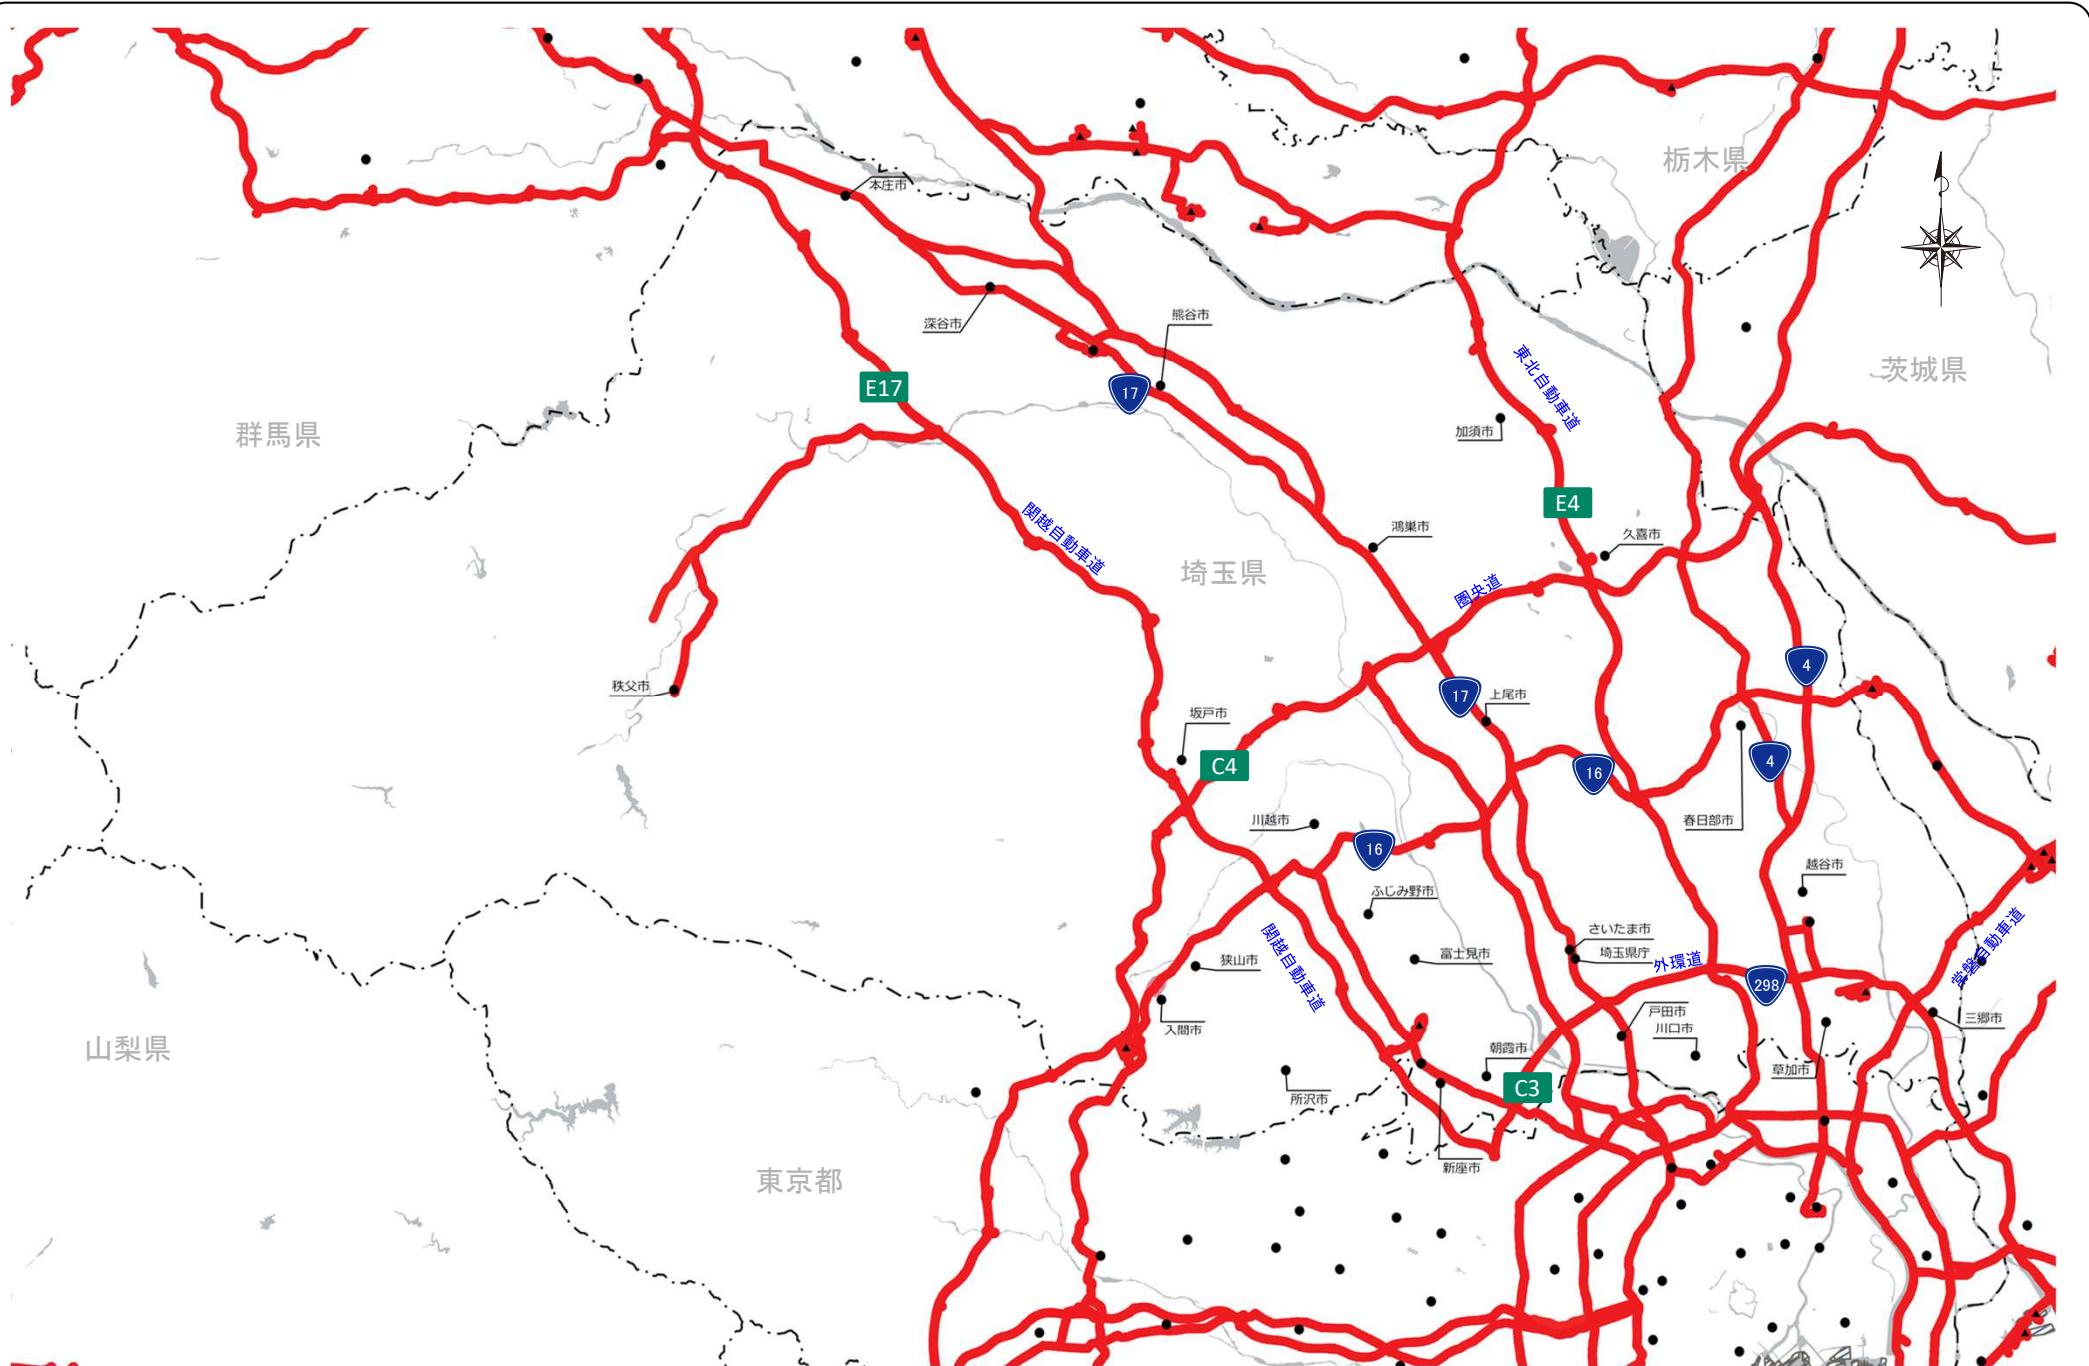 栃木県
本庄市
深谷市
熊谷市
東北自動車道
茨城県
E17
17
加須市
群馬県
E4
関越自動車道
鴻巣市
久喜市
埼玉県
圏央道
4
秩父市
17
上尾市
坂戸市
C4
16
4
川越市
春日部市
16
越谷市
ふじみ野市
さいたま市
埼玉県庁
関越自動車道
常磐自動車道
狭山市
富士見市
外環道
298
入間市
戸田市
川口市
三郷市
山梨県
朝霞市
草加市
C3
所沢市
新座市
東京都